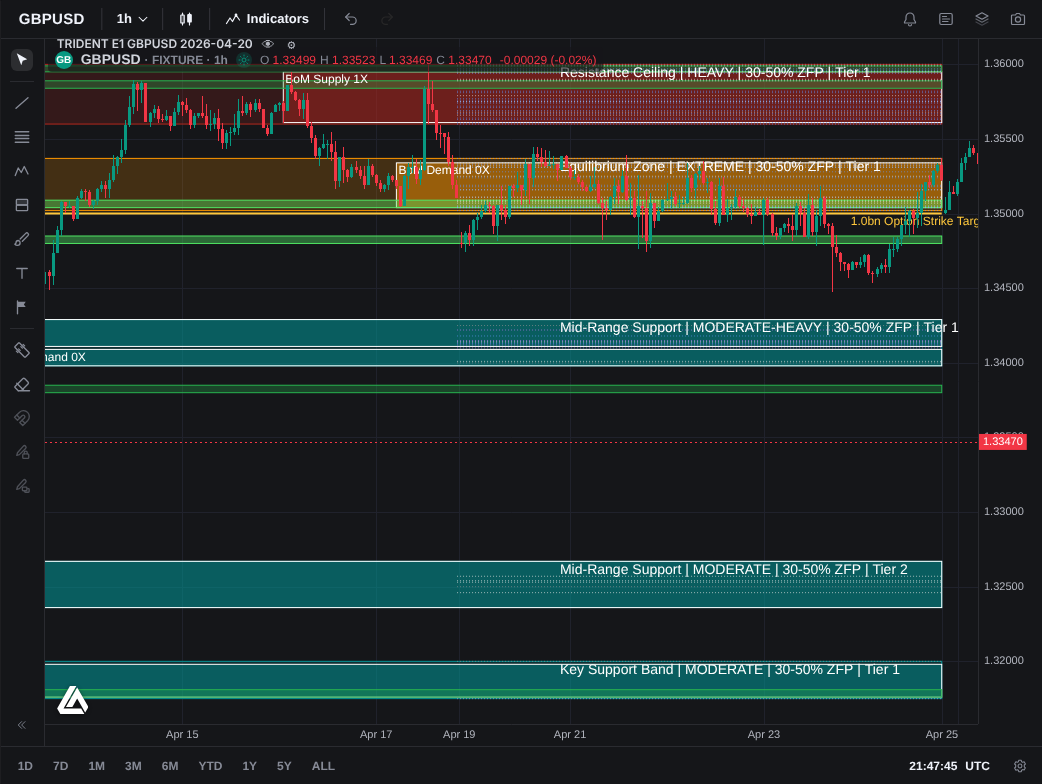 GBPUSD 1h Indicators
TRIDENT E1 GBPUSD 2026-04-20
GB GBPUSD · FIXTURE · 1h O 1.33499 H 1.33523 L 1.33469 C 1.33470 -0.00029 (-0.02%)
1.36000
Resistance Ceiling | HEAVY | 30-50% ZFP | Tier 1
EoM Supply 1X
1.35500
Equilibrium Zone | EXTREME | 30-50% ZFP | Tier 1
Demand 0X
1.35000
1.0bn Option Strike Targ
1.34500
Mid-Range Support | MODERATE-HEAVY | 30-50% ZFP | Tier 1
mand 0X
1.34000
1.33470
1.33000
Mid-Range Support | MODERATE | 30-50% ZFP | Tier 2
1.32500
1.32000
Key Support Band | MODERATE | 30-50% ZFP | Tier 1
Apr 15 Apr 17 Apr 19 Apr 21 Apr 23 Apr 25
1D 7D 1M 3M 6M YTD 1Y 5Y ALL 21:47:45 UTC